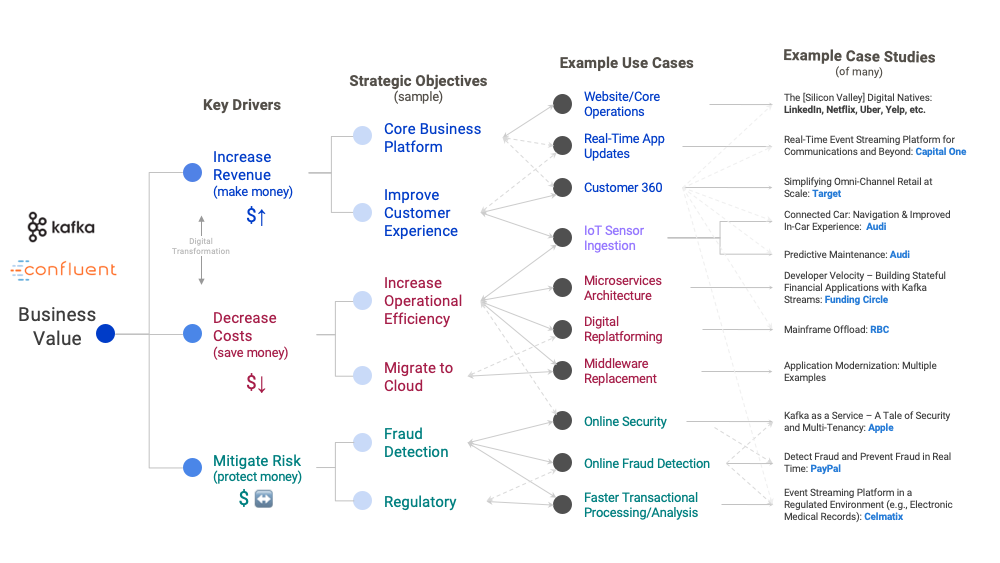 Key Drivers
Strategic Objectives
(sample)
Example Use Cases
Example Case Studies
(of many)
kafka
confluent
Business
Value
Increase
Revenue
(make money)
$↑
Digital
Transformation
Decrease
Costs
(save money)
$↓
Mitigate Risk
(protect money)
$ ↔
Core Business
Platform
Improve
Customer
Experience
Increase
Operational
Efficiency
Migrate to
Cloud
Fraud
Detection
Regulatory
Website/Core
Operations
Real-Time App
Updates
Customer 360
IoT Sensor
Ingestion
Microservices
Architecture
Digital
Replatforming
Middleware
Replacement
Online Security
Online Fraud Detection
Faster Transactional
Processing/Analysis
The [Silicon Valley] Digital Natives:
LinkedIn, Netflix, Uber, Yelp, etc.
Real-Time Event Streaming Platform for
Communications and Beyond: Capital One
Simplifying Omni-Channel Retail at
Scale: Target
Connected Car: Navigation & Improved
In-Car Experience: Audi
Predictive Maintenance: Audi
Developer Velocity – Building Stateful
Financial Applications with Kafka
Streams: Funding Circle
Mainframe Offload: RBC
Application Modernization: Multiple
Examples
Kafka as a Service – A Tale of Security
and Multi-Tenancy: Apple
Detect Fraud and Prevent Fraud in Real
Time: PayPal
Event Streaming Platform in a
Regulated Environment (e.g., Electronic
Medical Records): Celmatix